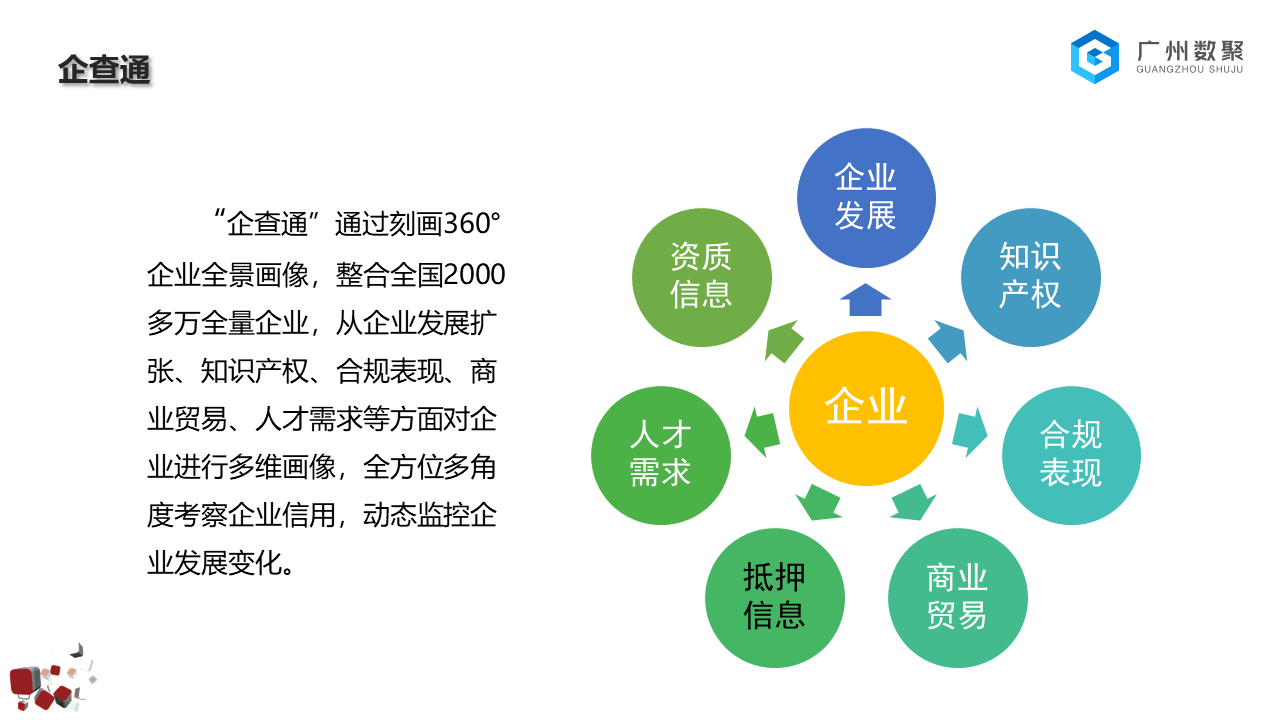 企查通
广州数聚
GUANGZHOU SHUJU
“企查通”通过刻画360°
企业全景画像，整合全国2000
多万全量企业，从企业发展扩
张、知识产权、合规表现、商
业贸易、人才需求等方面对企
业进行多维画像，全方位多角
度考察企业信用，动态监控企
业发展变化。
企业
发展
知识
产权
合规
表现
商业
贸易
抵押
信息
人才
需求
资质
信息
企业